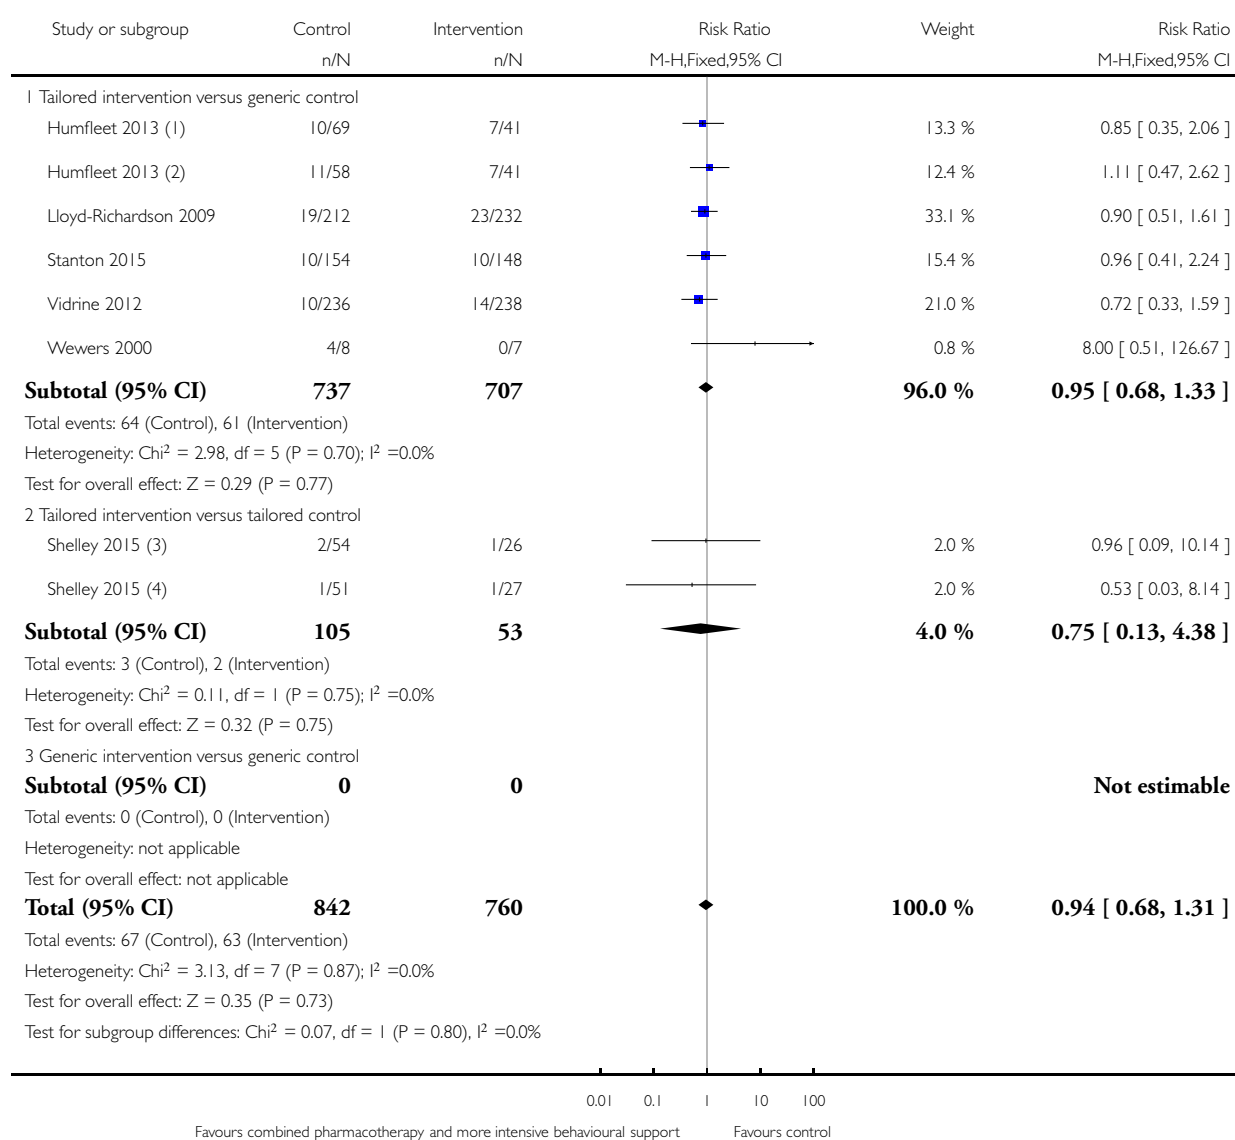 Study or subgroup Control Intervention Risk Ratio Weight Risk Ratio
n/N n/N M-H,Fixed,95% CI M-H,Fixed,95% CI
1 Tailored intervention versus generic control
Humfleet 2013 (1) 10/69 7/41 13.3 % 0.85 [ 0.35, 2.06 ]
Humfleet 2013 (2) 11/58 7/41 12.4 % 1.11 [ 0.47, 2.62 ]
Lloyd-Richardson 2009 19/212 23/232 33.1 % 0.90 [ 0.51, 1.61 ]
Stanton 2015 10/154 10/148 15.4 % 0.96 [ 0.41, 2.24 ]
Vidrine 2012 10/236 14/238 21.0 % 0.72 [ 0.33, 1.59 ]
Wewers 2000 4/8 0/7 0.8 % 8.00 [ 0.51, 126.67 ]
Subtotal (95% CI) 737 707 96.0 % 0.95 [ 0.68, 1.33 ]
Total events: 64 (Control), 61 (Intervention)
Heterogeneity: Chi² = 2.98, df = 5 (P = 0.70); I² =0.0%
Test for overall effect: Z = 0.29 (P = 0.77)
2 Tailored intervention versus tailored control
Shelley 2015 (3) 2/54 1/26 2.0 % 0.96 [ 0.09, 10.14 ]
Shelley 2015 (4) 1/51 1/27 2.0 % 0.53 [ 0.03, 8.14 ]
Subtotal (95% CI) 105 53 4.0 % 0.75 [ 0.13, 4.38 ]
Total events: 3 (Control), 2 (Intervention)
Heterogeneity: Chi² = 0.11, df = 1 (P = 0.75); I² =0.0%
Test for overall effect: Z = 0.32 (P = 0.75)
3 Generic intervention versus generic control
Subtotal (95% CI) 0 0 Not estimable
Total events: 0 (Control), 0 (Intervention)
Heterogeneity: not applicable
Test for overall effect: not applicable
Total (95% CI) 842 760 100.0 % 0.94 [ 0.68, 1.31 ]
Total events: 67 (Control), 63 (Intervention)
Heterogeneity: Chi² = 3.13, df = 7 (P = 0.87); I² =0.0%
Test for overall effect: Z = 0.35 (P = 0.73)
Test for subgroup differences: Chi² = 0.07, df = 1 (P = 0.80), I² =0.0%
0.01 0.1 1 10 100
Favours combined pharmacotherapy and more intensive behavioural support Favours control